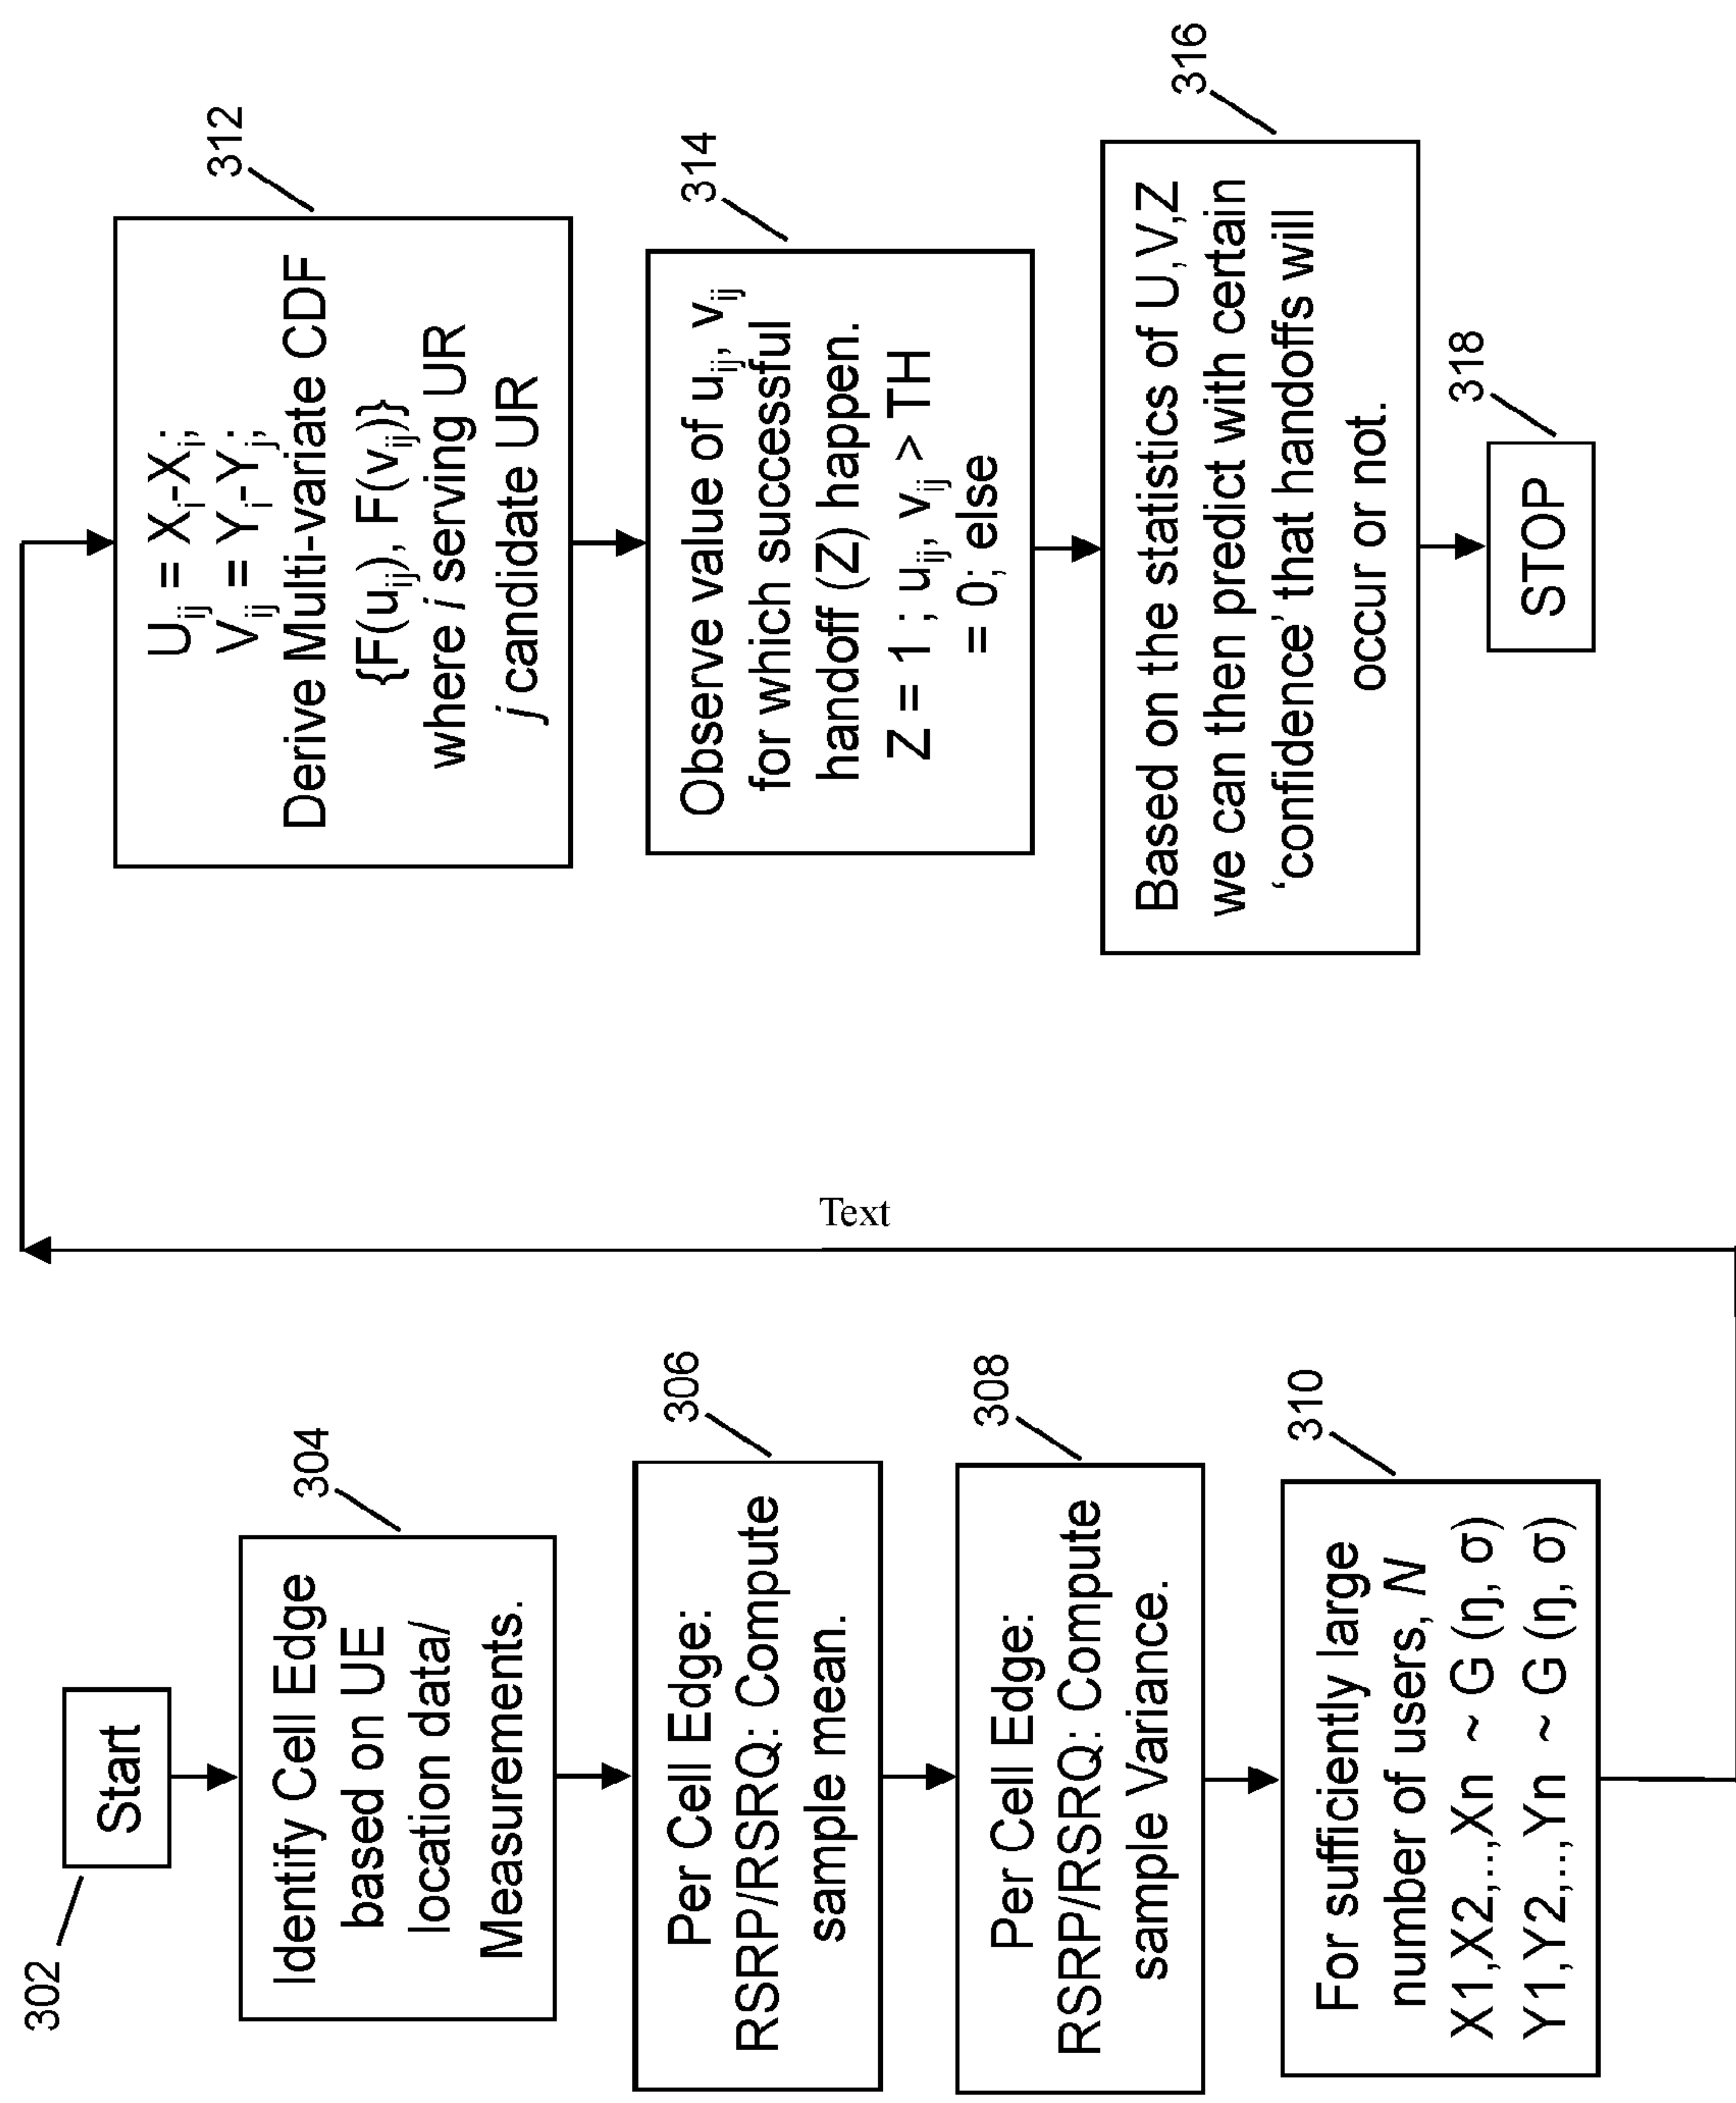 302
Start
304
Identify Cell Edge
based on UE
location data/
Measurements.
306
Per Cell Edge:
RSRP/RSRQ: Compute
sample mean.
308
Per Cell Edge:
RSRP/RSRQ: Compute
sample Variance.
310
For sufficiently large
number of users, N
X1,X2,..,Xn ~ G (η, σ)
Y1,Y2,..,Yn ~ G (η, σ)
Text
312
Uij = Xi-Xj;
Vij = Yi-Yj;
Derive Multi-variate CDF
{F(uij), F(vij)}
where i serving UR
j candidate UR
314
Observe value of uij, vij
for which successful
handoff (Z) happen.
Z = 1 ; uij, vij > TH
= 0; else
316
Based on the statistics of U,V,Z
we can then predict with certain
‘confidence’ that handoffs will
occur or not.
318
STOP